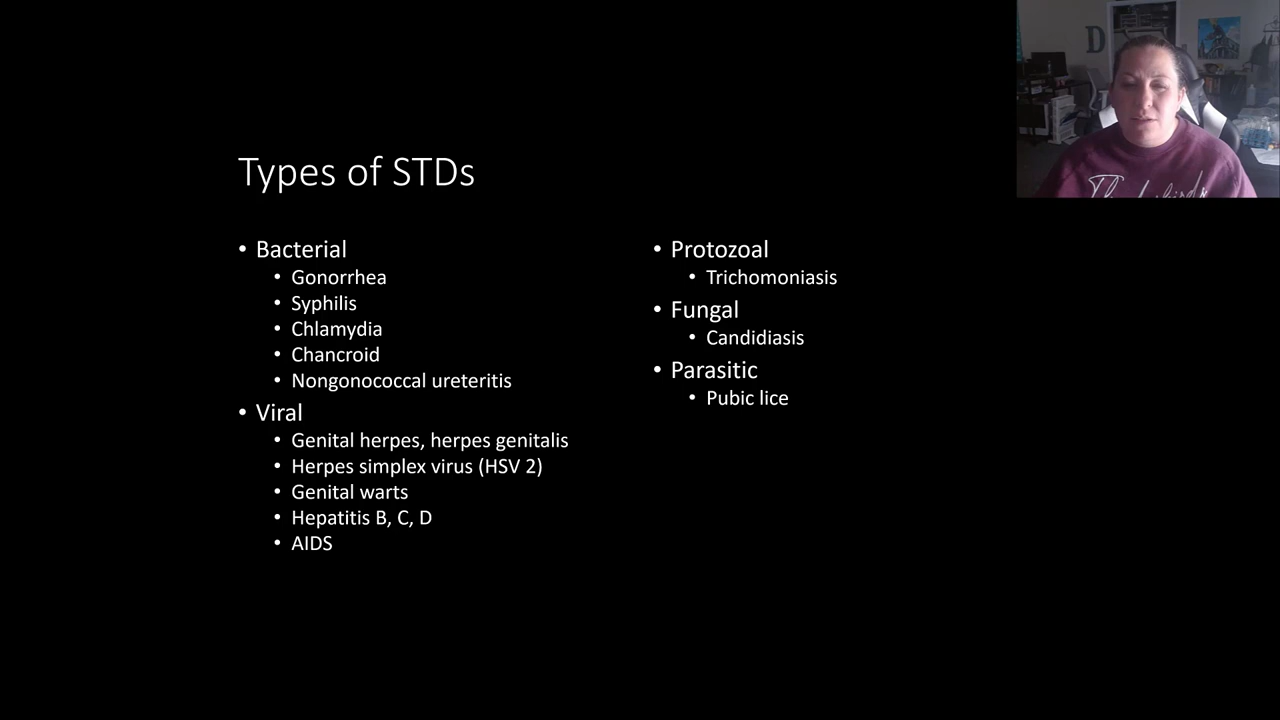 Types of STDs
• Bacterial
• Gonorrhea
• Syphilis
• Chlamydia
• Chancroid
• Nongonococcal ureteritis
• Viral
• Genital herpes, herpes genitalis
• Herpes simplex virus (HSV 2)
• Genital warts
• Hepatitis B, C, D
• AIDS
• Protozoal
• Trichomoniasis
• Fungal
• Candidiasis
• Parasitic
• Pubic lice
D